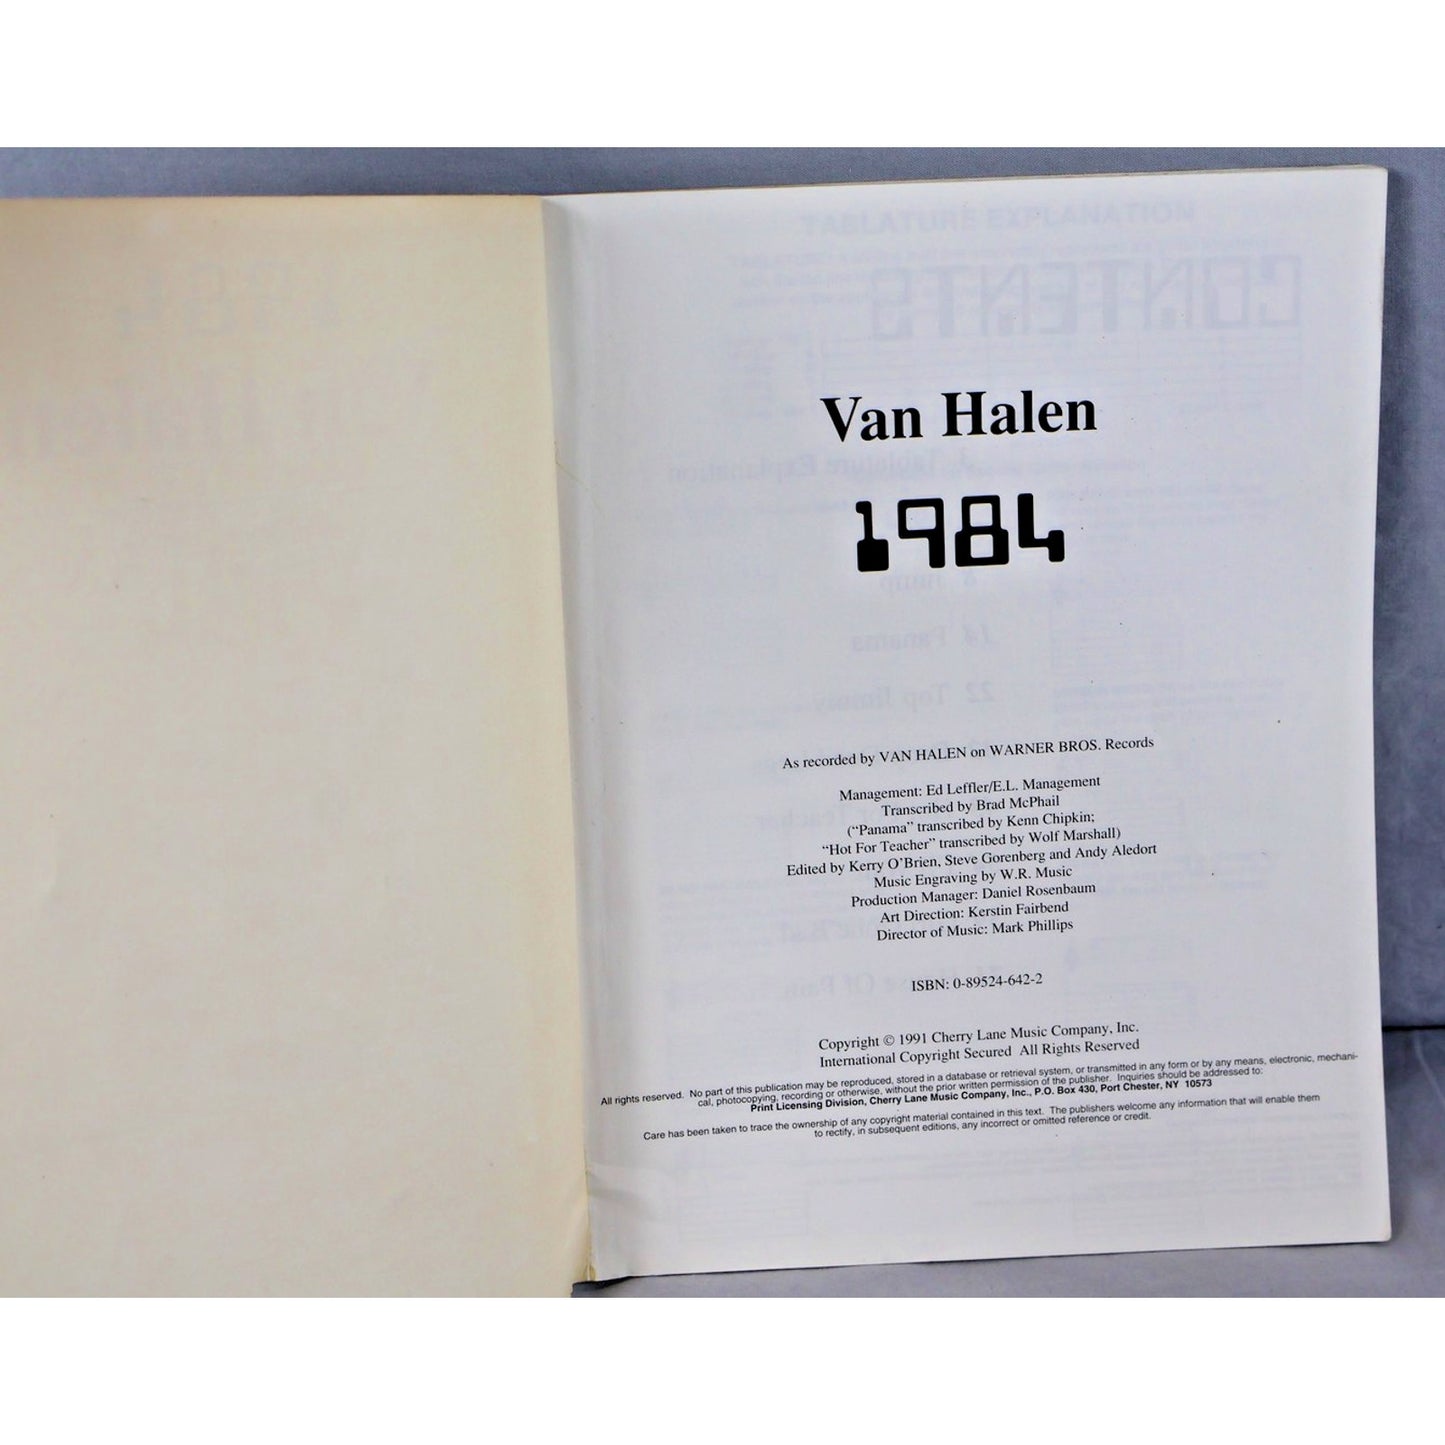 Van Halen
1984
As recorded by VAN HALEN on WARNER BROS. Records
Management: Ed Leffler/E.L. Management
Transcribed by Brad McPhail
(“Panama” transcribed by Kenn Chipkin;
“Hot For Teacher” transcribed by Wolf Marshall)
Edited by Kerry O’Brien, Steve Gorenberg and Andy Aledort
Music Engraving by W.R. Music
Production Manager: Daniel Rosenbaum
Art Direction: Kerstin Fairbend
Director of Music: Mark Phillips
ISBN: 0-89524-642-2
Copyright © 1991 Cherry Lane Music Company, Inc.
International Copyright Secured  All Rights Reserved
All rights reserved.  No part of this publication may be reproduced, stored in a database or retrieval system, or transmitted in any form or by any means, electronic, mechani-
cal, photocopying, recording or otherwise, without the prior written permission of the publisher.  Inquiries should be addressed to:
Print Licensing Division, Cherry Lane Music Company, Inc., P.O. Box 430, Port Chester, NY  10573
Care has been taken to trace the ownership of any copyright material contained in this text.  The publishers welcome any information that will enable them
to rectify, in subsequent editions, any incorrect or omitted reference or credit.